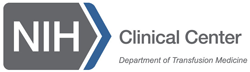 NIH
Clinical Center
Department of Transfusion Medicine